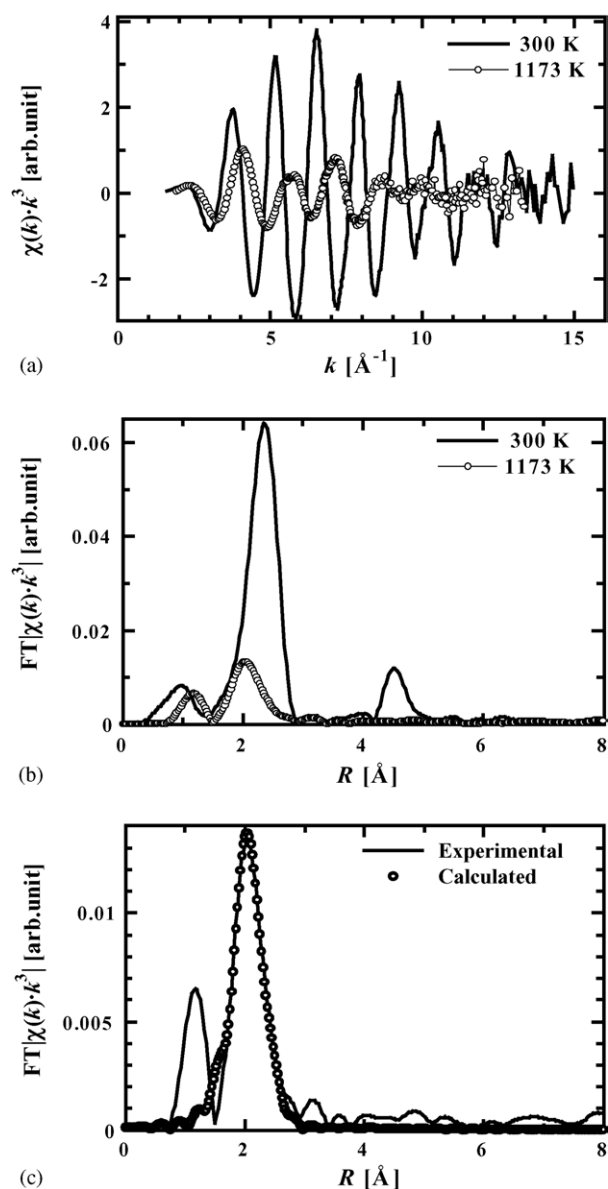 4
2
0
-2
χ(k)·k³ [arb.unit]
300 K
1173 K
0
5
10
15
k [Å⁻¹]
(a)
0.06
0.04
0.02
0
FT|χ(k)·k³| [arb.unit]
300 K
1173 K
0
2
4
6
8
R [Å]
(b)
0.01
0.005
0
FT|χ(k)·k³| [arb.unit]
Experimental
Calculated
0
2
4
6
8
R [Å]
(c)